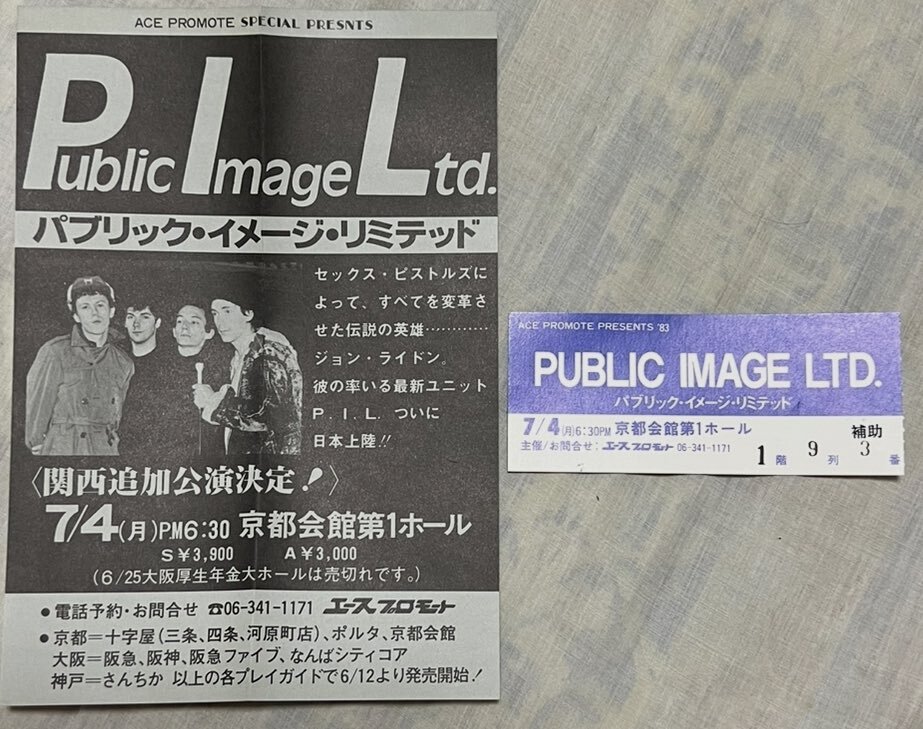 ACE PROMOTE SPECIAL PRESNTS
Public Image Ltd.
パブリック・イメージ・リミテッド
セックス・ピストルズに
よって、すべてを変革さ
せた伝説の英雄…………
ジョン・ライドン。
彼の率いる最新ユニット
P.I.L. ついに
日本上陸!!
〈関西追加公演決定！〉
7/4(月)P.M6:30 京都会館第1ホール
S¥3,900 A¥3,000
(6/25大阪厚生年金大ホールは売切れです。)
●電話予約・お問合せ ☎06-341-1171 エースプロモート
●京都＝十字屋(三条、四条、河原町店)、ポルタ、京都会館
大阪＝阪急、阪神、阪急ファイブ、なんばシティコア
神戸＝さんちか 以上の各プレイガイドで6/12より発売開始！
ACE PROMOTE PRESENTS '83
PUBLIC IMAGE LTD.
パブリック・イメージ・リミテッド
7/4(月)6:30PM 京都会館第1ホール
主催/お問合せ：エースプロモート 06-341-1171
補助
1階 9列 3番